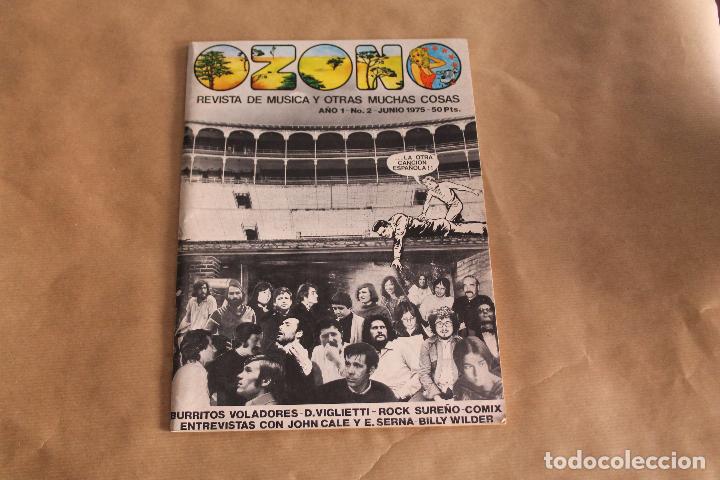 OZONO
REVISTA DE MUSICA Y OTRAS MUCHAS COSAS
AÑO 1 - No. 2 - JUNIO 1975 - 50 Pts.
...LA OTRA
CANCION
ESPAÑOLA!!
BURRITOS VOLADORES - D. VIGLIETTI - ROCK SUREÑO - COMIX
ENTREVISTAS CON JOHN CALE Y E. SERNA - BILLY WILDER
todocoleccion